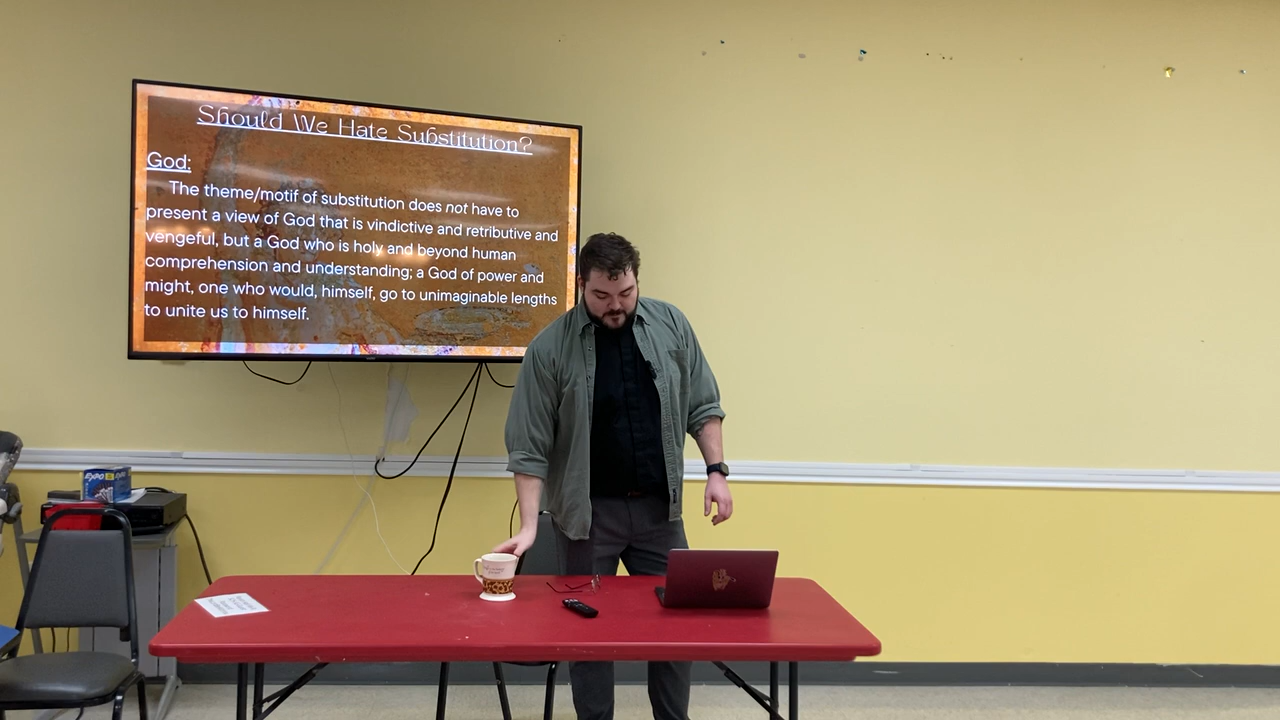 Should We Hate Substitution?
God:
The theme/motif of substitution does not have to
present a view of God that is vindictive and retributive and
vengeful, but a God who is holy and beyond human
comprehension and understanding; a God of power and
might, one who would, himself, go to unimaginable lengths
to unite us to himself.
EXPO